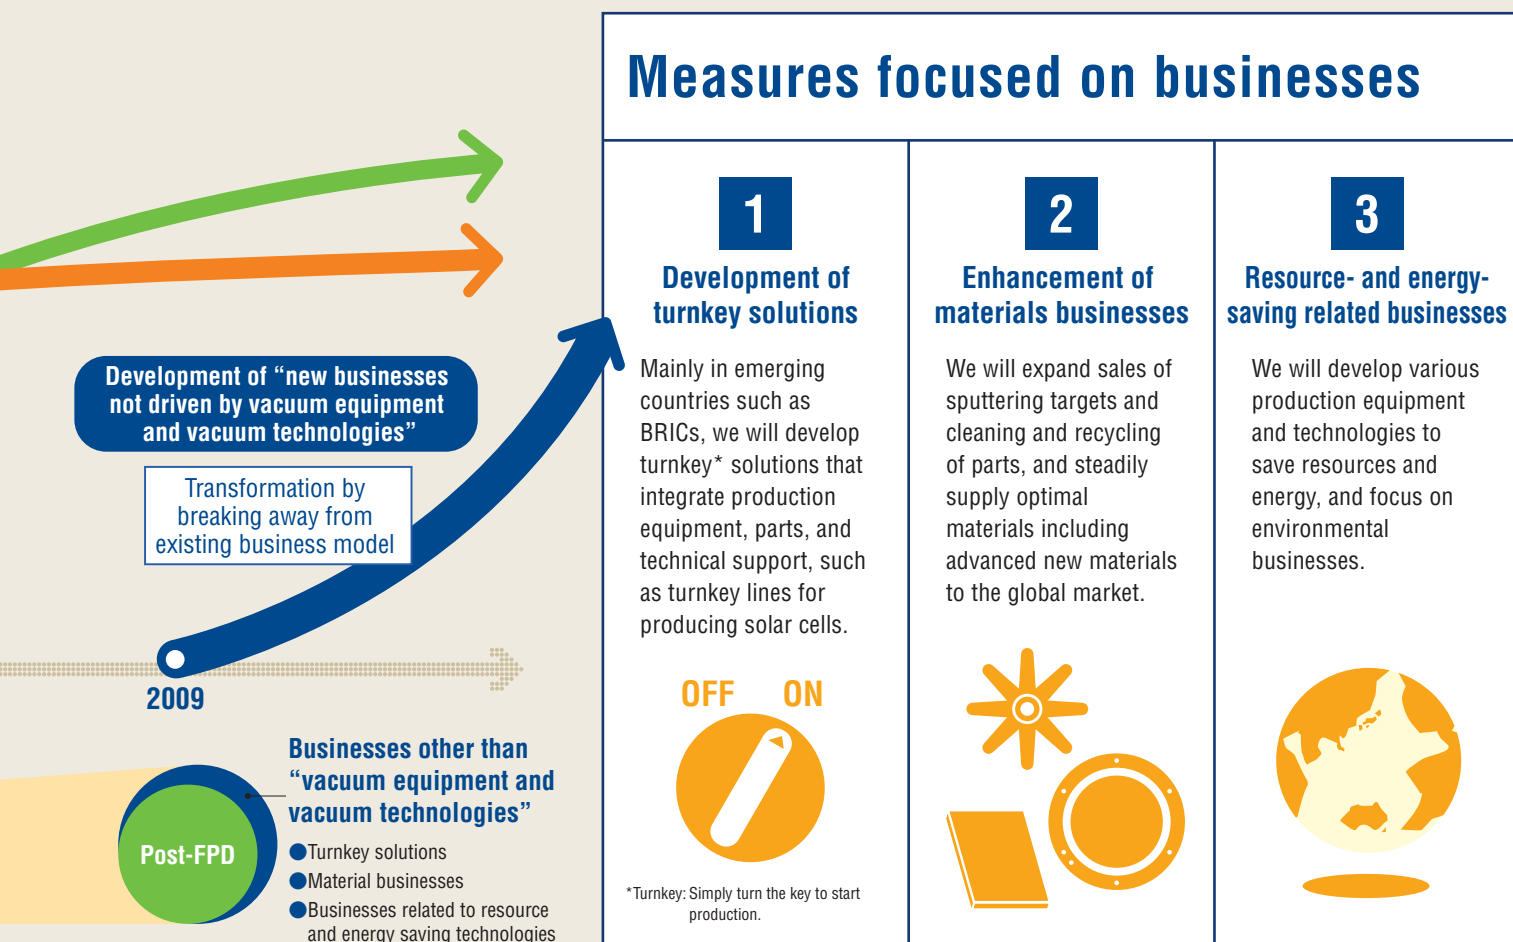 Measures focused on businesses
Development of “new businesses
not driven by vacuum equipment
and vacuum technologies”
Transformation by
breaking away from
existing business model
2009
Post-FPD
Businesses other than
“vacuum equipment and
vacuum technologies”
●Turnkey solutions
●Material businesses
●Businesses related to resource
and energy saving technologies
1
Development of
turnkey solutions
Mainly in emerging
countries such as
BRICs, we will develop
turnkey* solutions that
integrate production
equipment, parts, and
technical support, such
as turnkey lines for
producing solar cells.
OFF ON
*Turnkey: Simply turn the key to start
production.
2
Enhancement of
materials businesses
We will expand sales of
sputtering targets and
cleaning and recycling
of parts, and steadily
supply optimal
materials including
advanced new materials
to the global market.
3
Resource- and energy-
saving related businesses
We will develop various
production equipment
and technologies to
save resources and
energy, and focus on
environmental
businesses.